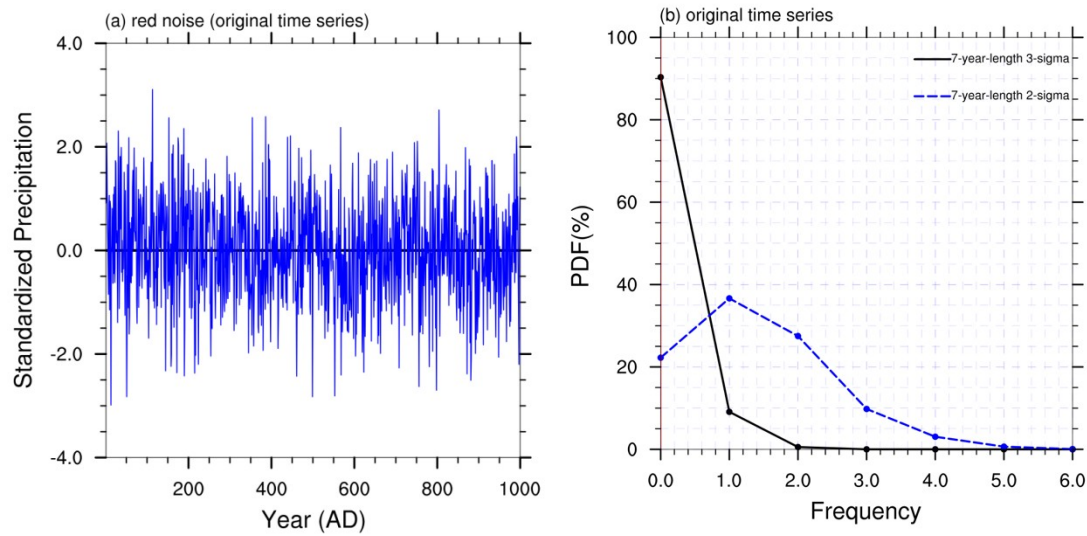 (a) red noise (original time series)
4.0
2.0
0.0
-2.0
-4.0
Standardized Precipitation
200 400 600 800 1000
Year (AD)
(b) original time series
100
80
60
40
20
0
PDF(%)
7-year-length 3-sigma
7-year-length 2-sigma
0.0 1.0 2.0 3.0 4.0 5.0 6.0
Frequency